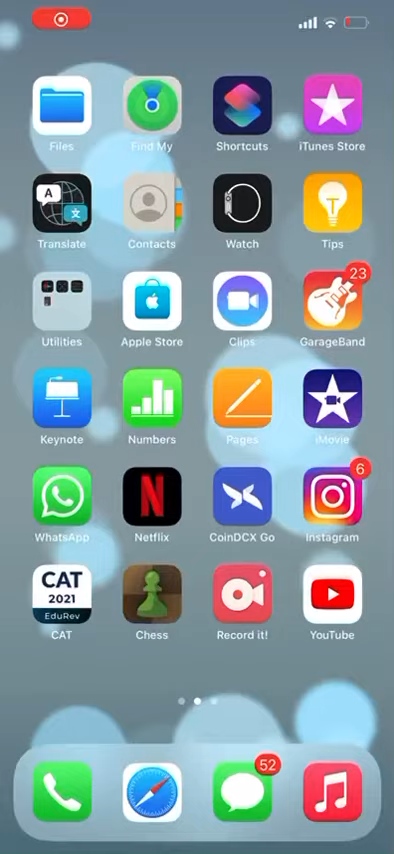 Files Find My Shortcuts iTunes Store
A 文
Translate Contacts Watch Tips
23
Utilities Apple Store Clips GarageBand
Keynote Numbers Pages iMovie
6
N
WhatsApp Netflix CoinDCX Go Instagram
CAT
2021
EduRev
CAT Chess Record it! YouTube
52